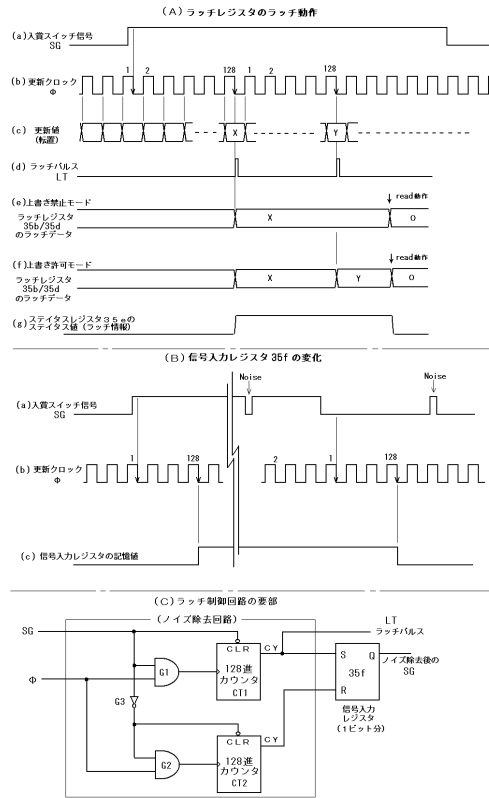 (A) ラッチレジスタのラッチ動作
(a)入賞スイッチ信号
SG
(b)更新クロック
Φ
1 2 128 1 2 128
(c) 更新値
(転置)
X Y
(d)ラッチパルス
LT
(e)上書き禁止モード
ラッチレジスタ
35b/35d
のラッチデータ
X read動作 O
(f)上書き許可モード
ラッチレジスタ
35b/35d
のラッチデータ
X Y read動作 O
(g)ステイタスレジスタ35eの
ステイタス値(ラッチ情報)
(B)信号入力レジスタ35fの変化
Noise Noise
(a)入賞スイッチ信号
SG
1 128 2 1 128
(b)更新クロック
Φ
(c) 信号入力レジスタの記憶値
(C)ラッチ制御回路の要部
(ノイズ除去回路)
LT
ラッチパルス
SG
CLR CY
128進
カウンタ
CT1
G1
Φ
G3
S Q
35f
R
ノイズ除去後の
SG
信号入力
レジスタ
(1ビット分)
CLR CY
128進
カウンタ
CT2
G2